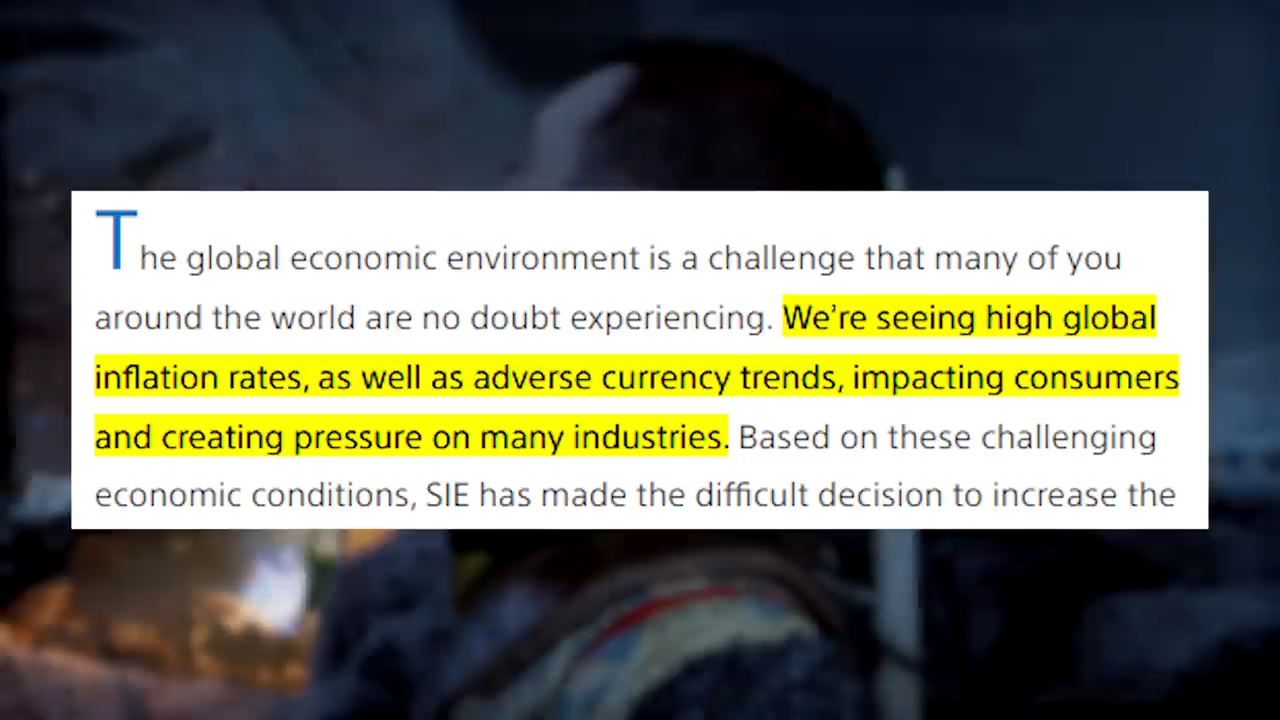 The global economic environment is a challenge that many of you
around the world are no doubt experiencing. We’re seeing high global
inflation rates, as well as adverse currency trends, impacting consumers
and creating pressure on many industries. Based on these challenging
economic conditions, SIE has made the difficult decision to increase the